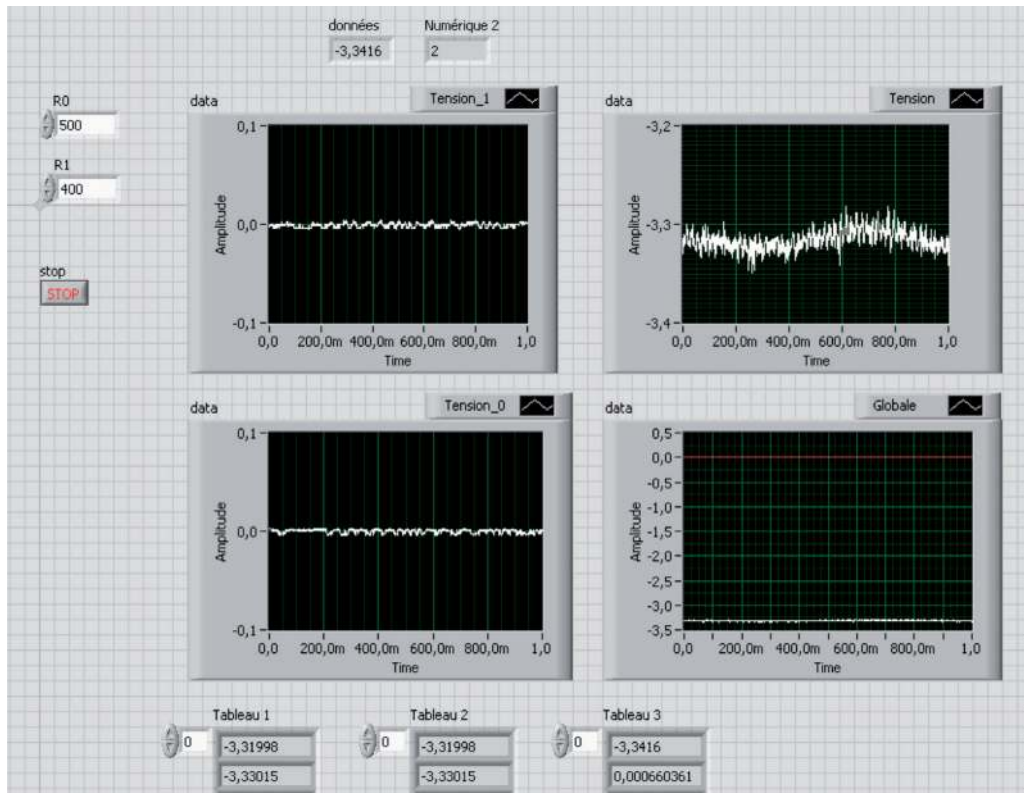 données
Numérique 2
-3,3416
2
R0
500
R1
400
stop
STOP
data
Tension_1
0,1
0,0
-0,1
Amplitude
0,0 200,0m 400,0m 600,0m 800,0m 1,0
Time
data
Tension
-3,2
-3,3
-3,4
Amplitude
0,0 200,0m 400,0m 600,0m 800,0m 1,0
Time
data
Tension_0
0,1
0,0
-0,1
Amplitude
0,0 200,0m 400,0m 600,0m 800,0m 1,0
Time
data
Globale
0,5
0,0
-0,5
-1,0
-1,5
-2,0
-2,5
-3,0
-3,5
Amplitude
0,0 200,0m 400,0m 600,0m 800,0m 1,0
Time
Tableau 1
0
-3,31998
-3,33015
Tableau 2
0
-3,31998
-3,33015
Tableau 3
0
-3,3416
0,000660361